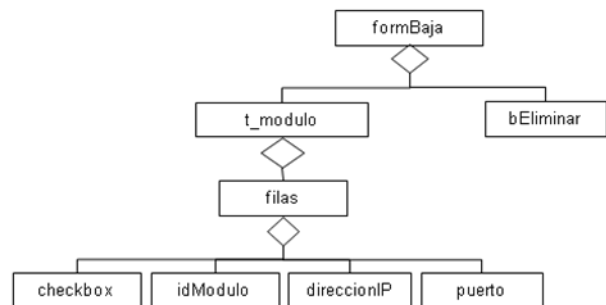 formBaja
t_modulo
bEliminar
filas
checkbox
idModulo
direccionIP
puerto